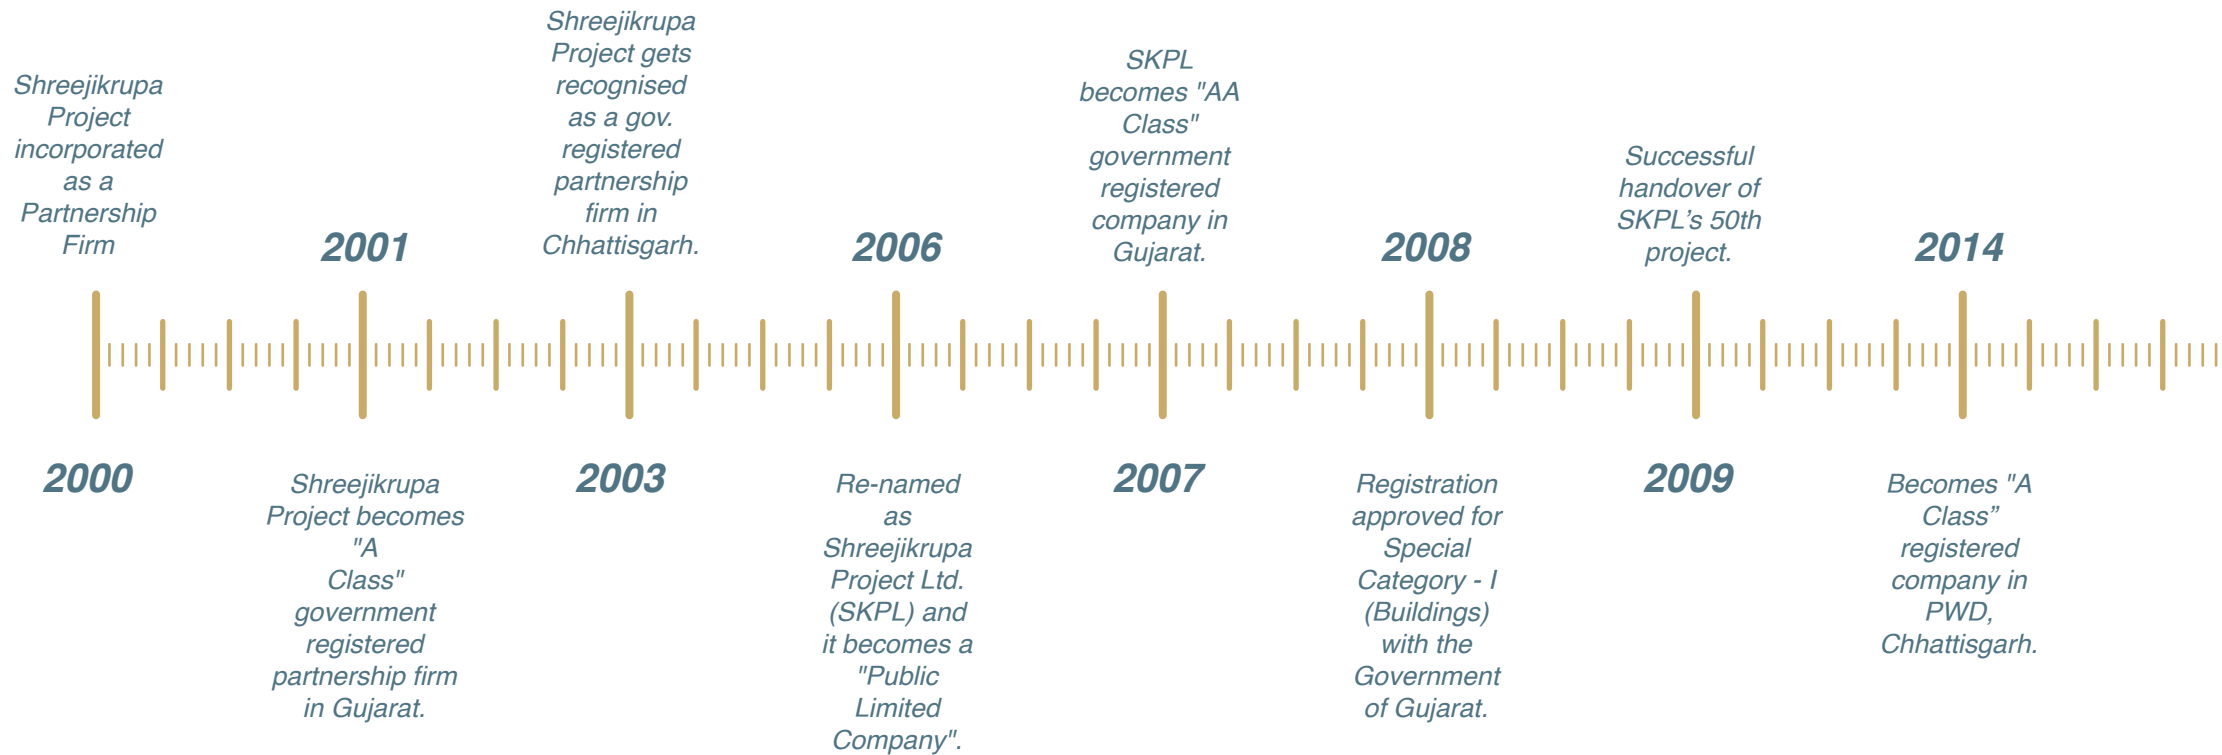 Shreejikrupa
Project
incorporated
as a
Partnership
Firm
2000
2001
Shreejikrupa
Project becomes
"A
Class"
government
registered
partnership firm
in Gujarat.
Shreejikrupa
Project gets
recognised
as a gov.
registered
partnership
firm in
Chhattisgarh.
2003
2006
Re-named
as
Shreejikrupa
Project Ltd.
(SKPL) and
it becomes a
"Public
Limited
Company".
SKPL
becomes "AA
Class"
government
registered
company in
Gujarat.
2007
2008
Registration
approved for
Special
Category - I
(Buildings)
with the
Government
of Gujarat.
Successful
handover of
SKPL’s 50th
project.
2009
2014
Becomes "A
Class”
registered
company in
PWD,
Chhattisgarh.